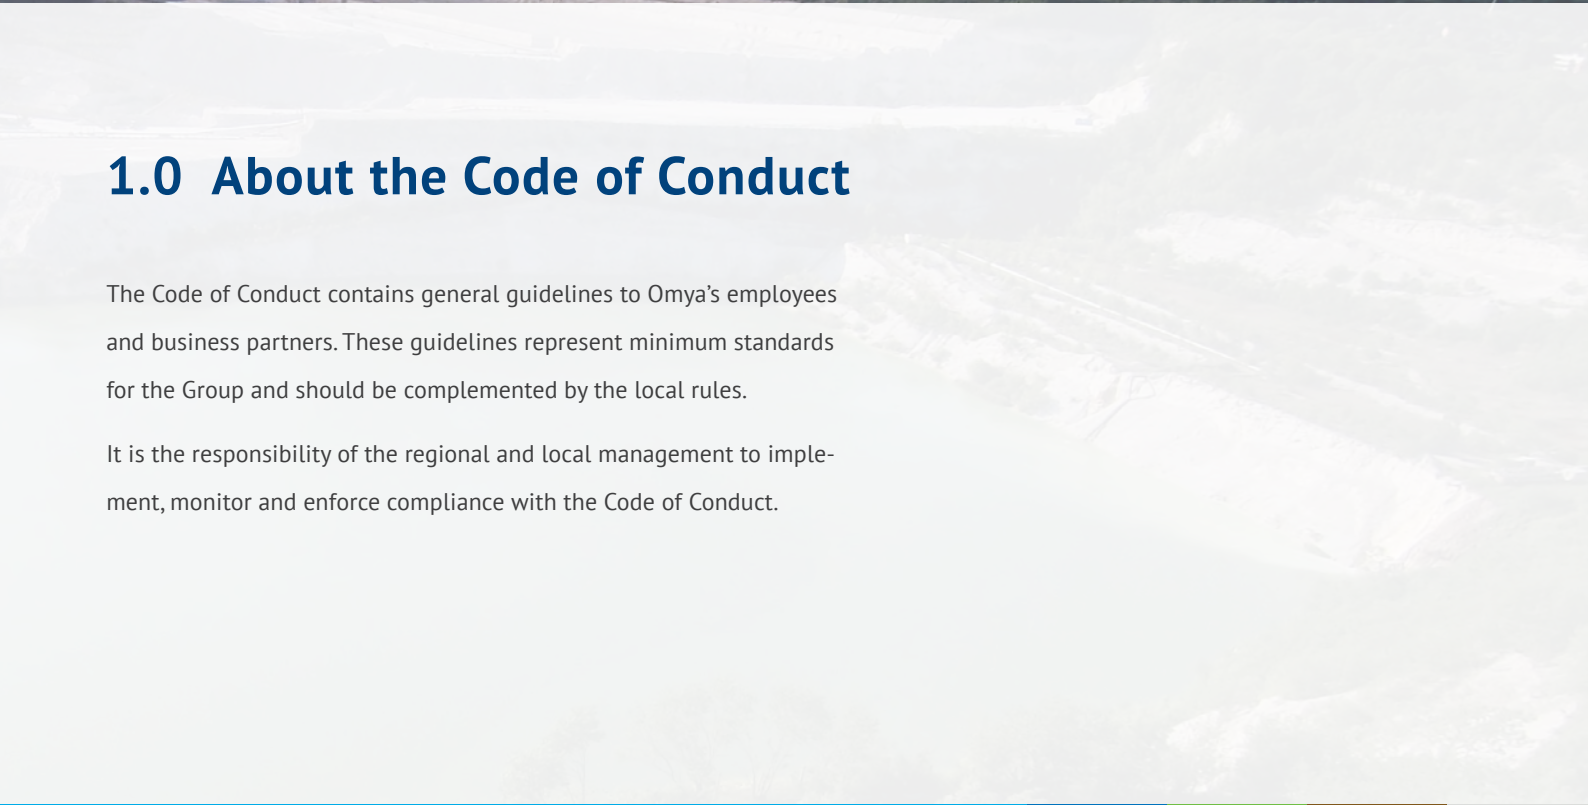 1.0 About the Code of Conduct
The Code of Conduct contains general guidelines to Omya’s employees
and business partners. These guidelines represent minimum standards
for the Group and should be complemented by the local rules.
It is the responsibility of the regional and local management to imple-
ment, monitor and enforce compliance with the Code of Conduct.